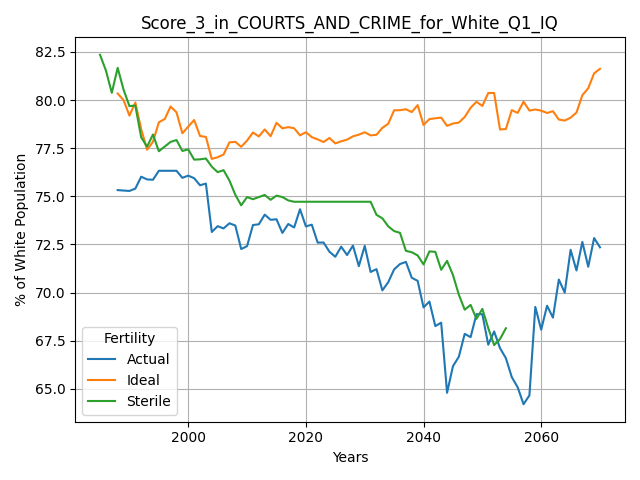 Score_3_in_COURTS_AND_CRIME_for_White_Q1_IQ
% of White Population
82.5
80.0
77.5
75.0
72.5
70.0
67.5
65.0
Fertility
Actual
Ideal
Sterile
2000 2020 2040 2060
Years